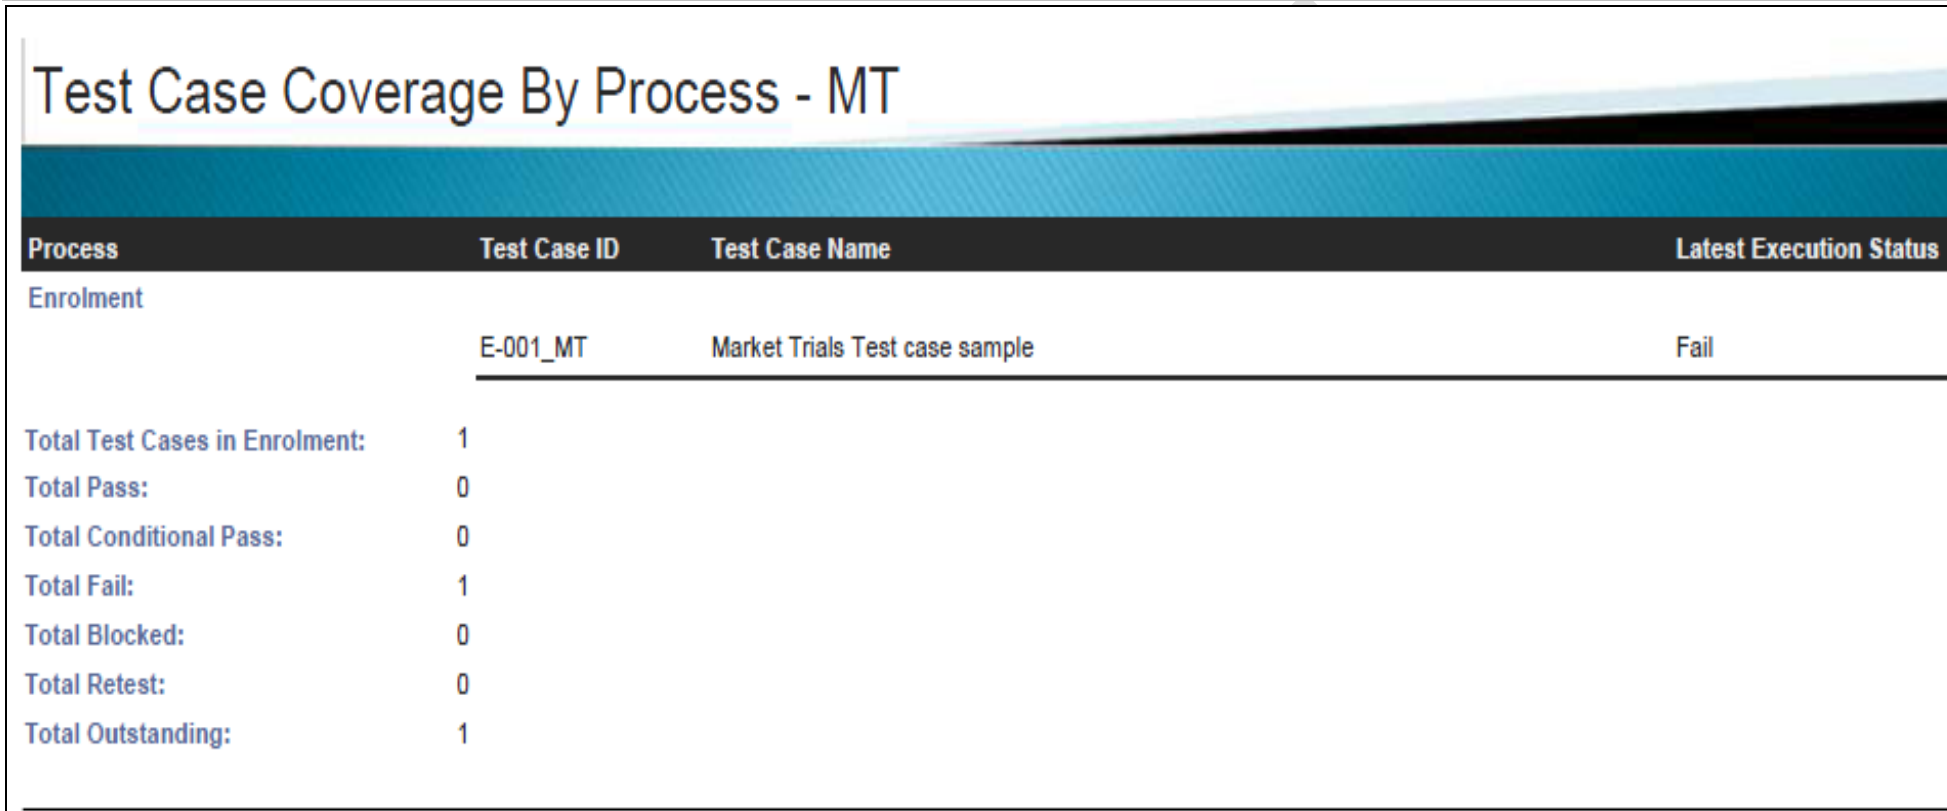 Test Case Coverage By Process - MT
Process Test Case ID Test Case Name Latest Execution Status
Enrolment
E-001_MT Market Trials Test case sample Fail
Total Test Cases in Enrolment: 1
Total Pass: 0
Total Conditional Pass: 0
Total Fail: 1
Total Blocked: 0
Total Retest: 0
Total Outstanding: 1